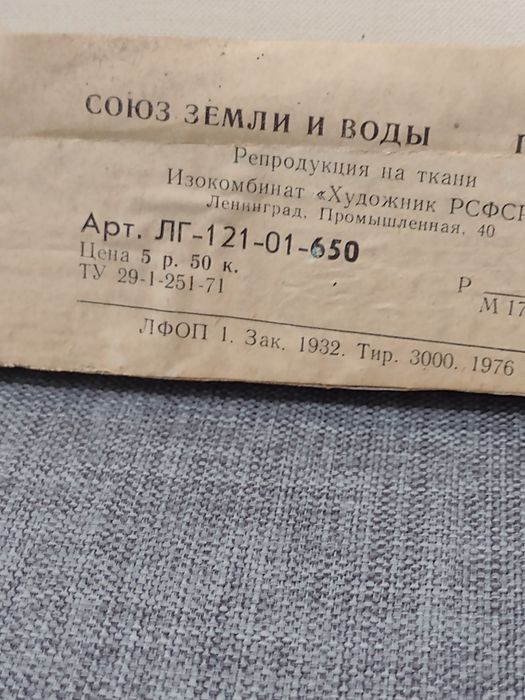 СОЮЗ ЗЕМЛИ И ВОДЫ
Репродукция на ткани
Изокомбинат «Художник РСФСР
Ленинград, Промышленная, 40
Арт. ЛГ-121-01-650
Цена 5 р. 50 к.
ТУ 29-1-251-71
Р
М 17
ЛФОП 1. Зак. 1932. Тир. 3000. 1976